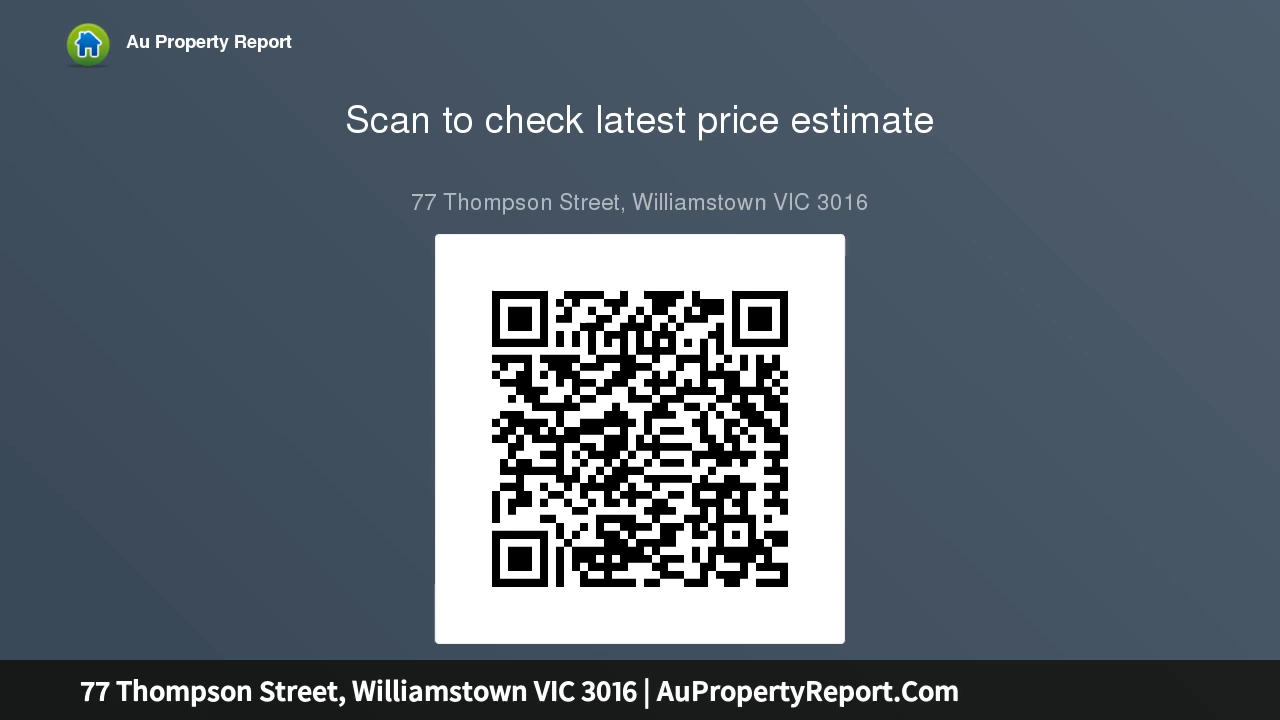 Au Property Report
Scan to check latest price estimate
77 Thompson Street, Williamstown VIC 3016
77 Thompson Street, Williamstown VIC 3016 | AuPropertyReport.Com